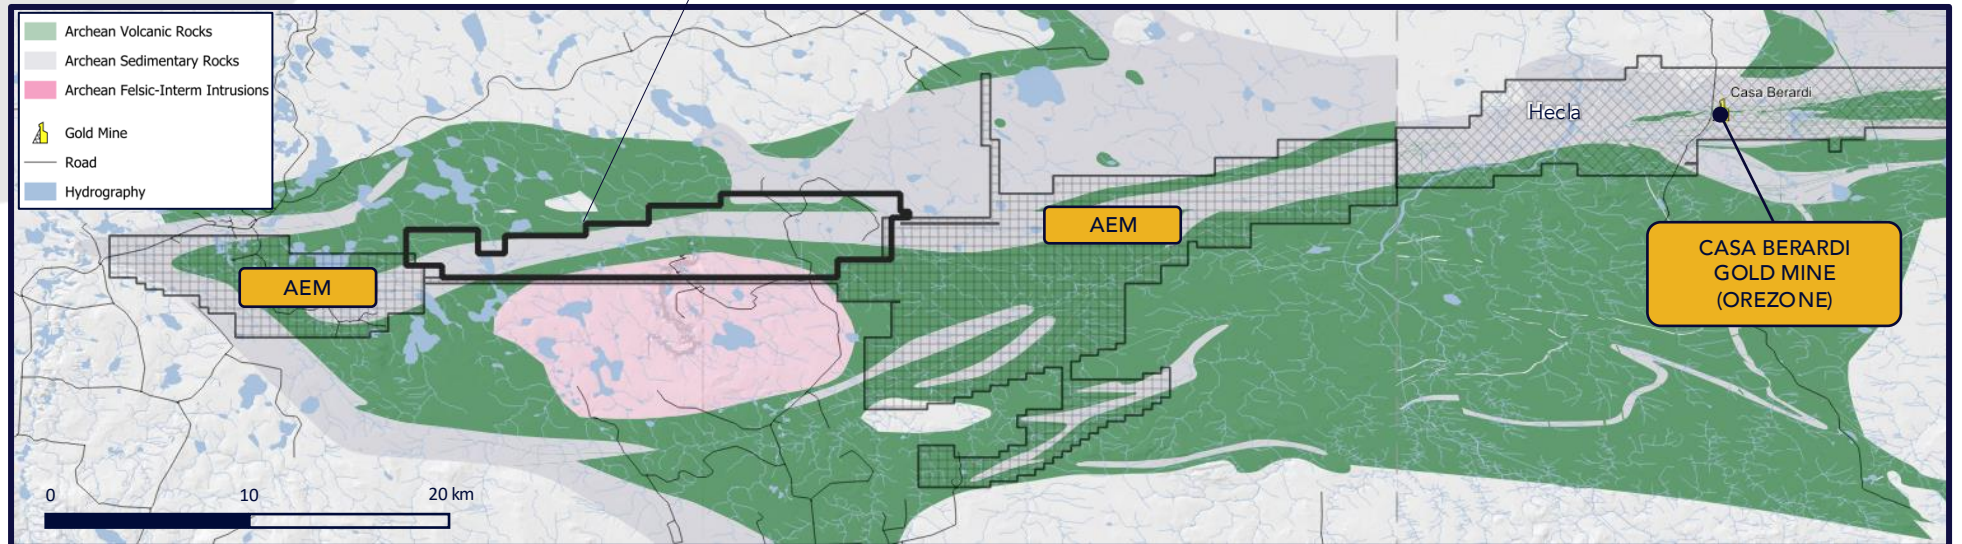 Archean Volcanic Rocks
Archean Sedimentary Rocks
Archean Felsic-Interm Intrusions
Gold Mine
Road
Hydrography
Hecla
Casa Berardi
AEM
AEM
CASA BERARDI
GOLD MINE
(OREZONE)
0 10 20 km